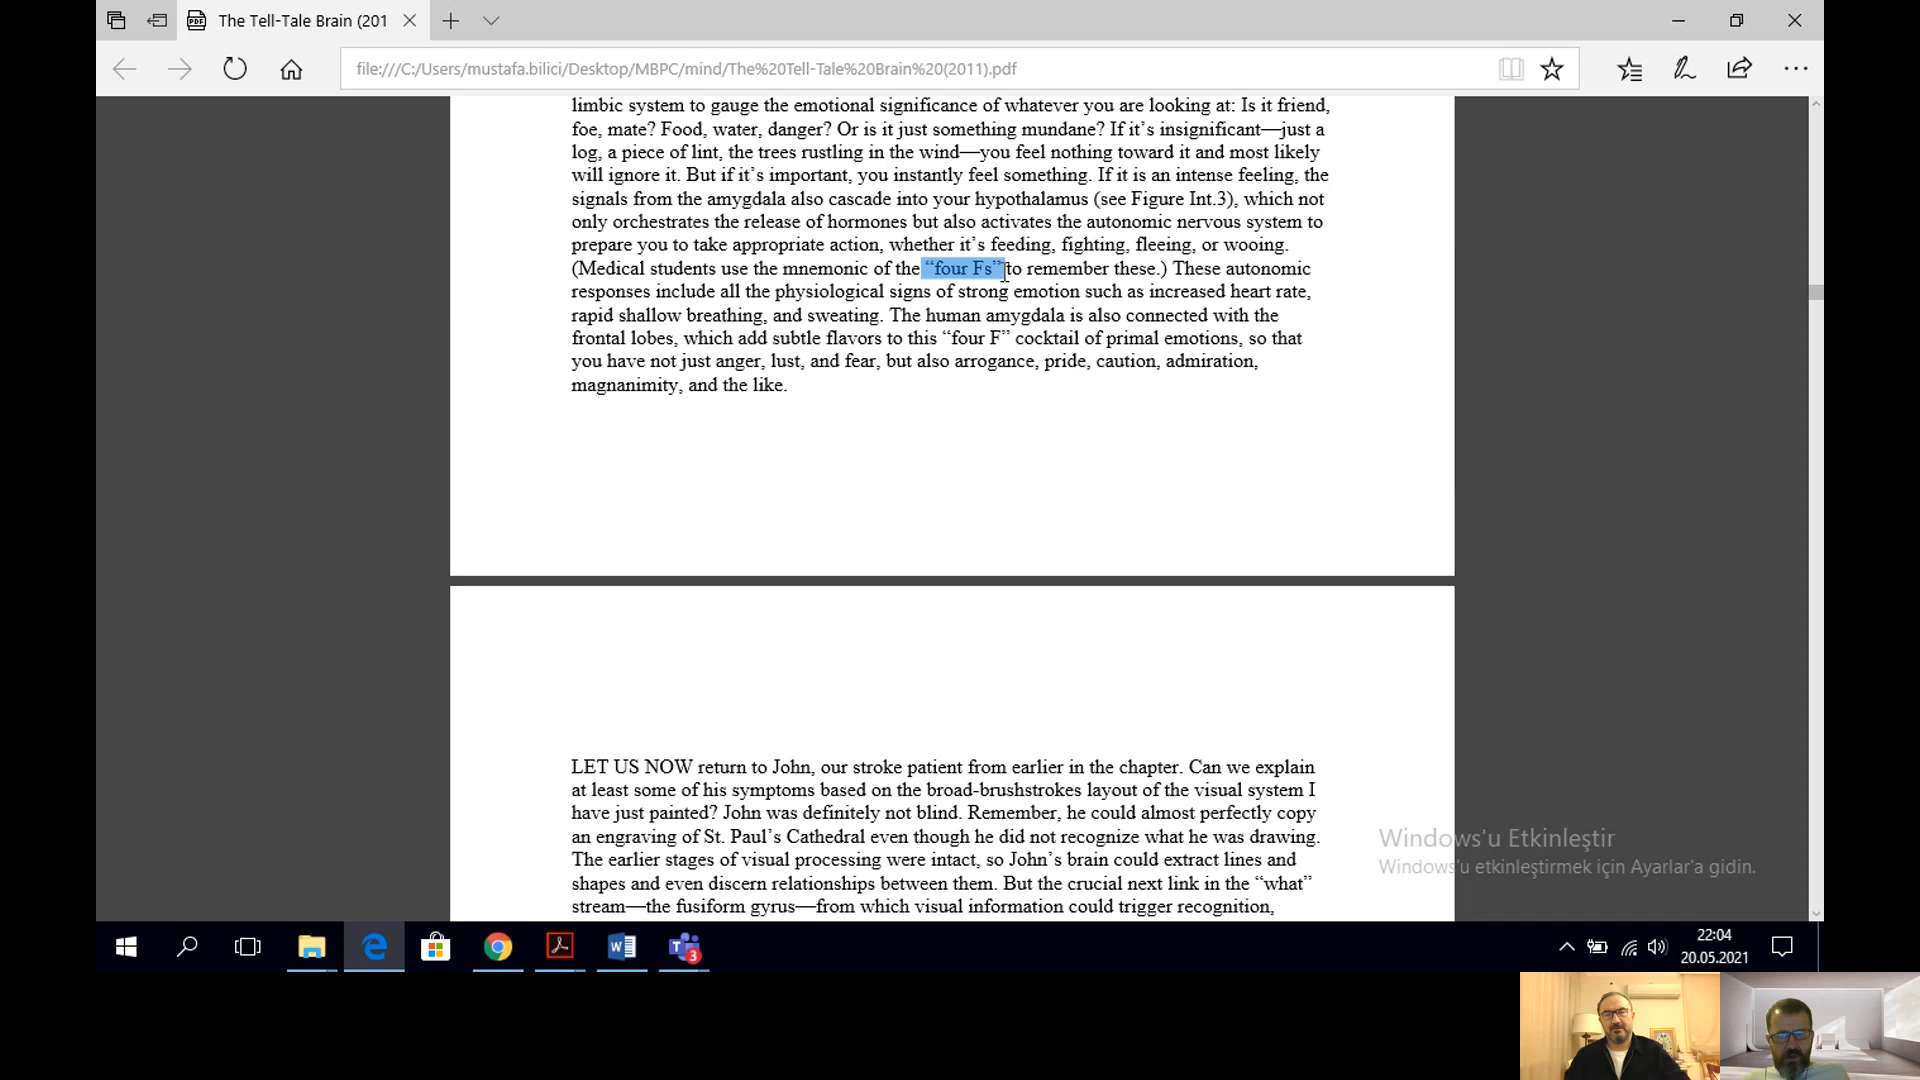 The Tell-Tale Brain (201
file:///C:/Users/mustafa.bilici/Desktop/MBPC/mind/The%20Tell-Tale%20Brain%20(2011).pdf
limbic system to gauge the emotional significance of whatever you are looking at: Is it friend,
foe, mate? Food, water, danger? Or is it just something mundane? If it’s insignificant—just a
log, a piece of lint, the trees rustling in the wind—you feel nothing toward it and most likely
will ignore it. But if it’s important, you instantly feel something. If it is an intense feeling, the
signals from the amygdala also cascade into your hypothalamus (see Figure Int.3), which not
only orchestrates the release of hormones but also activates the autonomic nervous system to
prepare you to take appropriate action, whether it’s feeding, fighting, fleeing, or wooing.
(Medical students use the mnemonic of the “four Fs” to remember these.) These autonomic
responses include all the physiological signs of strong emotion such as increased heart rate,
rapid shallow breathing, and sweating. The human amygdala is also connected with the
frontal lobes, which add subtle flavors to this “four F” cocktail of primal emotions, so that
you have not just anger, lust, and fear, but also arrogance, pride, caution, admiration,
magnanimity, and the like.
LET US NOW return to John, our stroke patient from earlier in the chapter. Can we explain
at least some of his symptoms based on the broad-brushstrokes layout of the visual system I
have just painted? John was definitely not blind. Remember, he could almost perfectly copy
an engraving of St. Paul’s Cathedral even though he did not recognize what he was drawing.
The earlier stages of visual processing were intact, so John’s brain could extract lines and
shapes and even discern relationships between them. But the crucial next link in the “what”
stream—the fusiform gyrus—from which visual information could trigger recognition,
Windows'u Etkinleştir
Windows'u etkinleştirmek için Ayarlar'a gidin.
3
22:04
20.05.2021